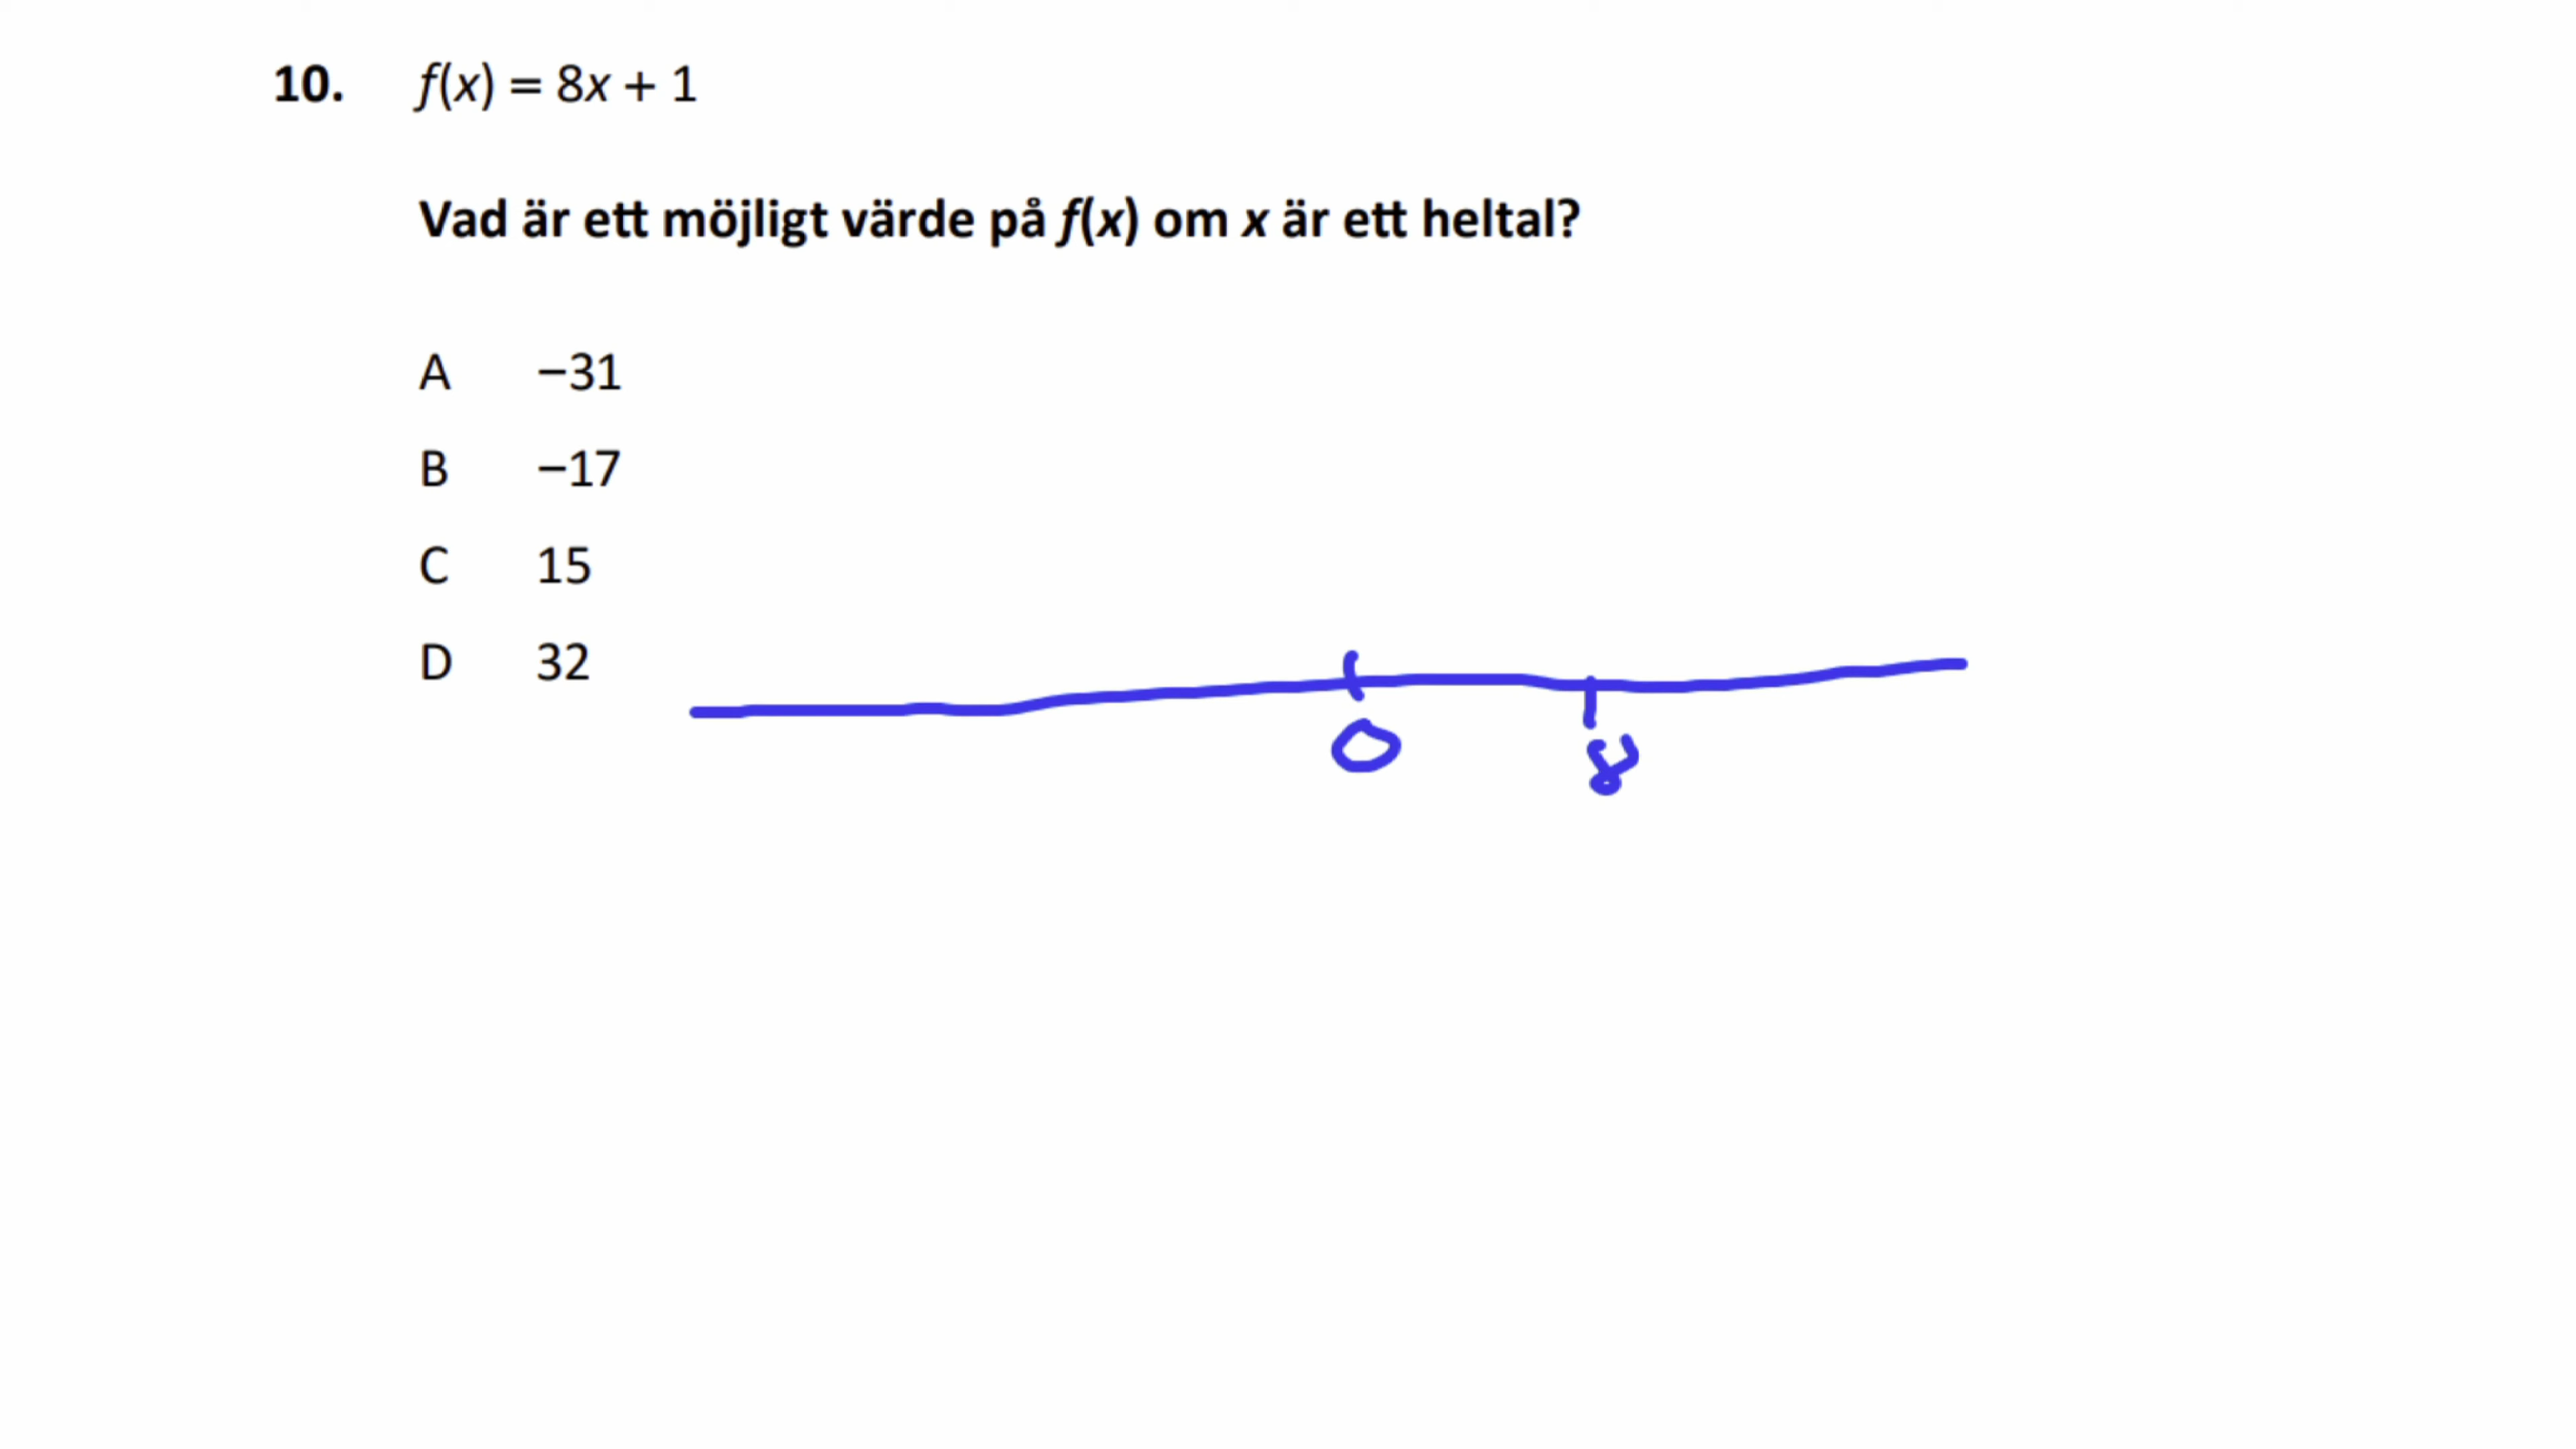 10. f(x) = 8x + 1
Vad är ett möjligt värde på f(x) om x är ett heltal?
A −31
B −17
C 15
D 32
0 8